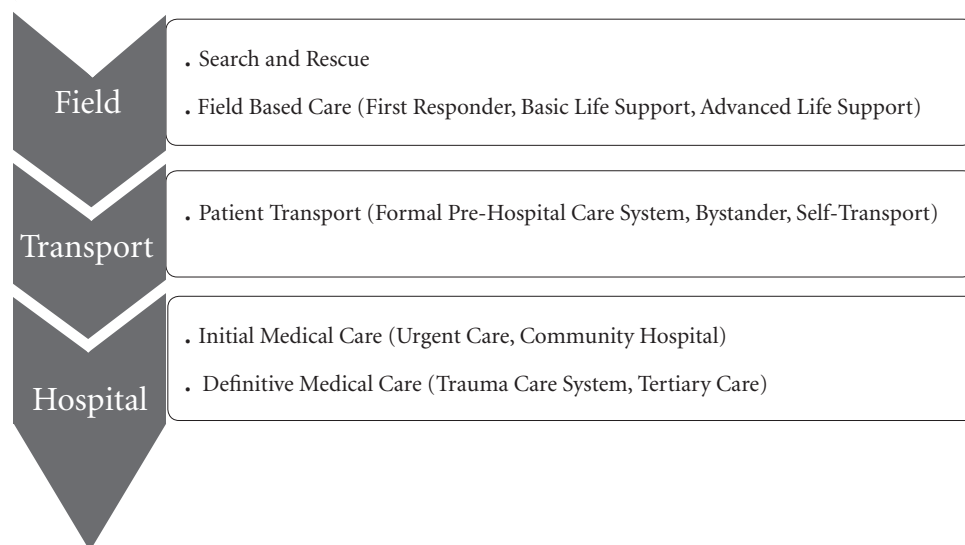 Field
. Search and Rescue
. Field Based Care (First Responder, Basic Life Support, Advanced Life Support)
Transport
. Patient Transport (Formal Pre-Hospital Care System, Bystander, Self-Transport)
Hospital
. Initial Medical Care (Urgent Care, Community Hospital)
. Definitive Medical Care (Trauma Care System, Tertiary Care)